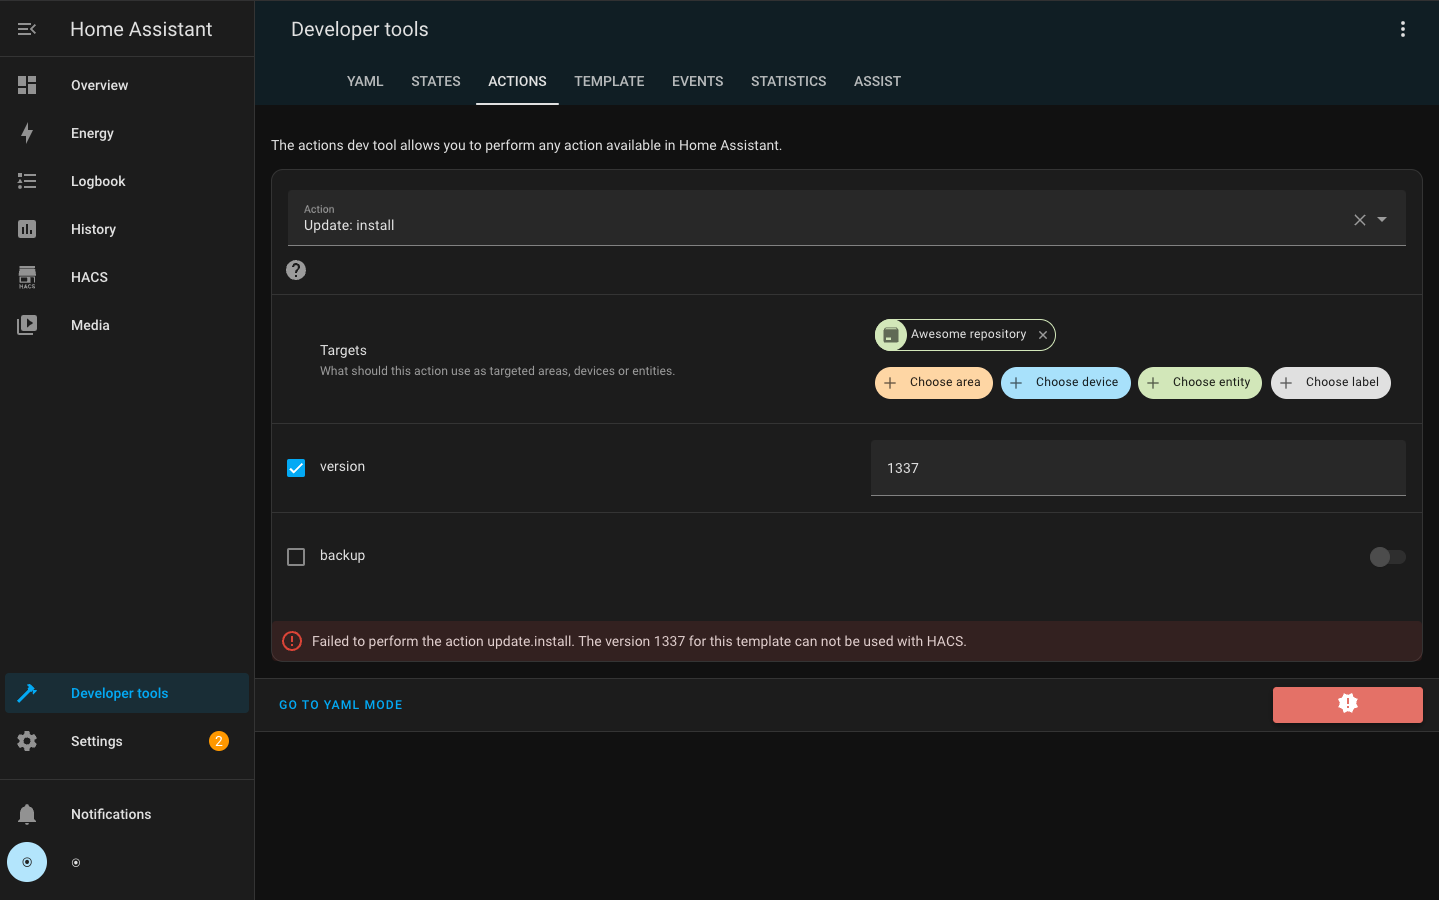 Home Assistant
Overview
Energy
Logbook
History
HACS
HACS
Media
Developer tools
Settings
2
Notifications
Developer tools
YAML STATES ACTIONS TEMPLATE EVENTS STATISTICS ASSIST
The actions dev tool allows you to perform any action available in Home Assistant.
Action
Update: install
Targets
What should this action use as targeted areas, devices or entities.
Awesome repository
Choose area Choose device Choose entity Choose label
version
1337
backup
Failed to perform the action update.install. The version 1337 for this template can not be used with HACS.
GO TO YAML MODE